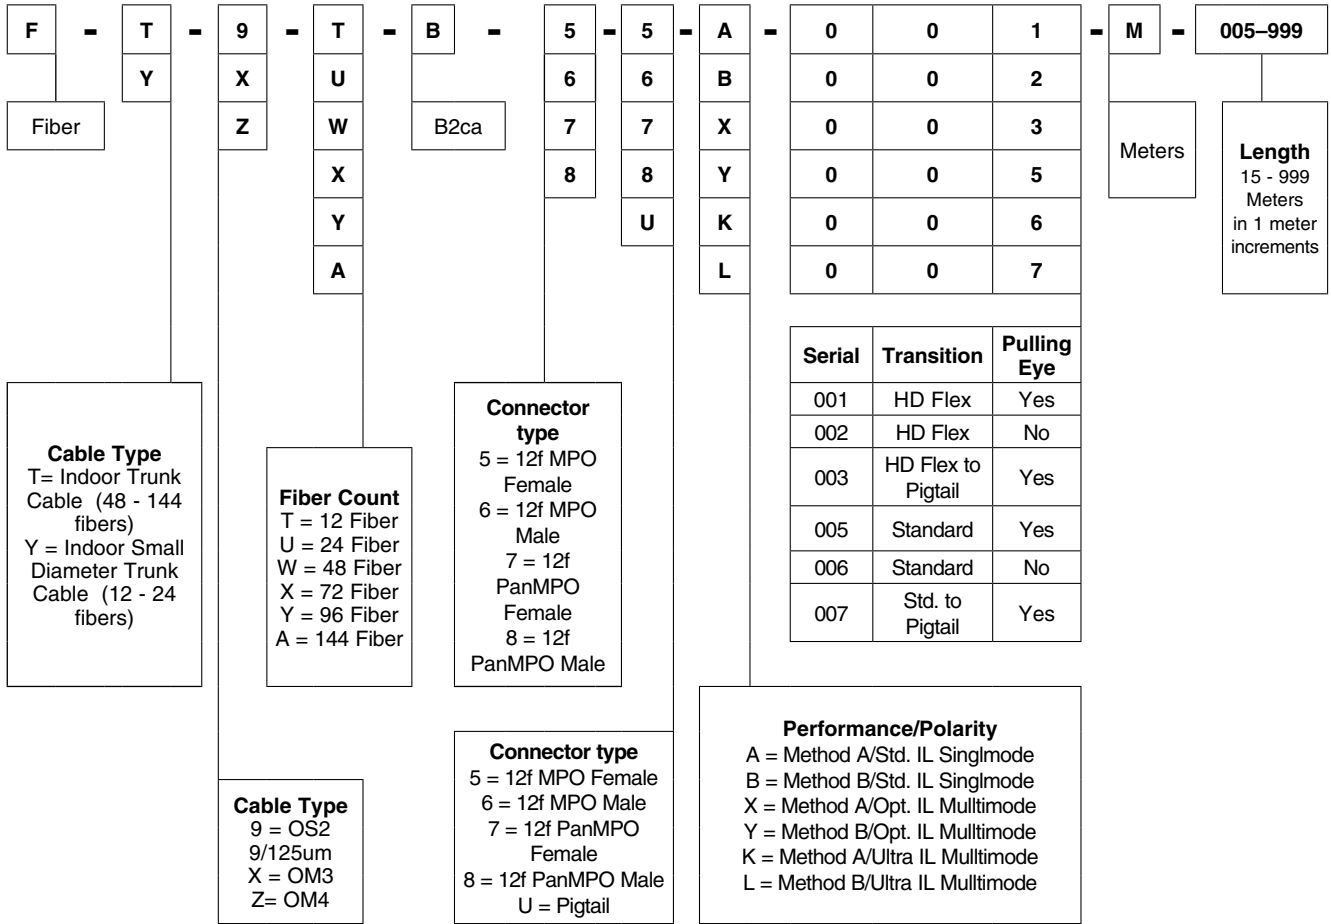 F - T - 9 - T - B - 5 - 5 - A - 0 0 1 - M - 005–999
Y X U 6 6 B 0 0 2
Fiber Z W B2ca 7 7 X 0 0 3 Meters
X 8 8 Y 0 0 5
Y U K 0 0 6
A L 0 0 7
Length
15 - 999
Meters
in 1 meter
increments
Serial Transition Pulling
Eye
001 HD Flex Yes
002 HD Flex No
003 HD Flex to
Pigtail Yes
005 Standard Yes
006 Standard No
007 Std. to
Pigtail Yes
Cable Type
T= Indoor Trunk
Cable (48 - 144
fibers)
Y = Indoor Small
Diameter Trunk
Cable (12 - 24
fibers)
Fiber Count
T = 12 Fiber
U = 24 Fiber
W = 48 Fiber
X = 72 Fiber
Y = 96 Fiber
A = 144 Fiber
Connector
type
5 = 12f MPO
Female
6 = 12f MPO
Male
7 = 12f
PanMPO
Female
8 = 12f
PanMPO Male
Cable Type
9 = OS2
9/125um
X = OM3
Z= OM4
Connector type
5 = 12f MPO Female
6 = 12f MPO Male
7 = 12f PanMPO
Female
8 = 12f PanMPO Male
U = Pigtail
Performance/Polarity
A = Method A/Std. IL Singlmode
B = Method B/Std. IL Singlmode
X = Method A/Opt. IL Mulltimode
Y = Method B/Opt. IL Mulltimode
K = Method A/Ultra IL Mulltimode
L = Method B/Ultra IL Mulltimode